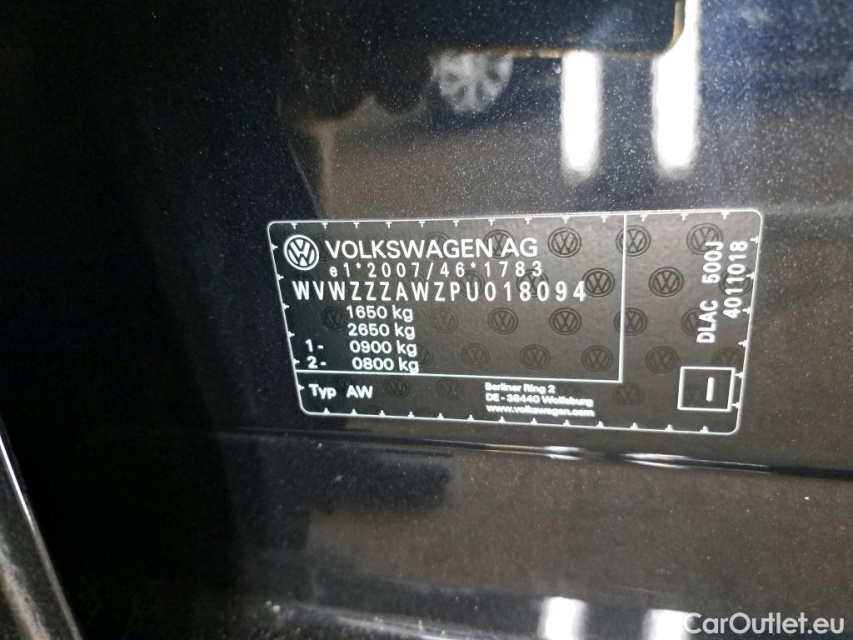 VOLKSWAGEN AG
e1*2007/46*1783
WVWZZZAWZPU018094
1650 kg
2650 kg
1- 0900 kg
2- 0800 kg
Typ AW
Berliner Ring 2
DE-38440 Wolfsburg
www.volkswagen.com
DLAC 500J
4011018
I
CarOutlet.eu